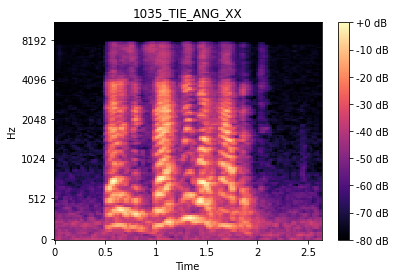 1035_TIE_ANG_XX
Hz
8192
4096
2048
1024
512
0
0
0.5
1
1.5
2
2.5
Time
+0 dB
-10 dB
-20 dB
-30 dB
-40 dB
-50 dB
-60 dB
-70 dB
-80 dB